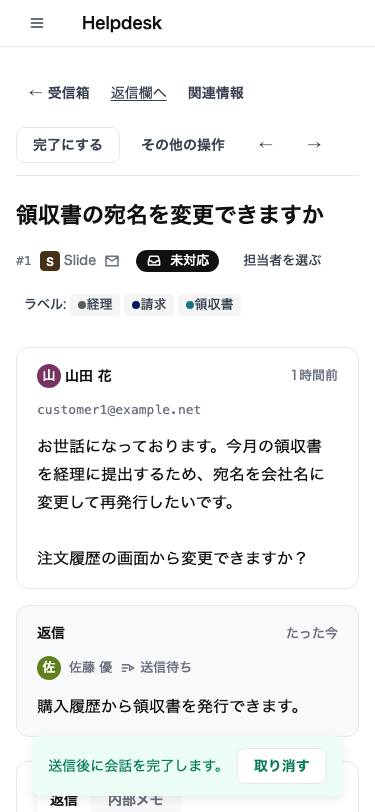 Helpdesk
← 受信箱 返信欄へ 関連情報
完了にする その他の操作 ← →
領収書の宛名を変更できますか
#1 S Slide 未対応 担当者を選ぶ
ラベル: 経理 請求 領収書
山 山田 花 1時間前
customer1@example.net
お世話になっております。今月の領収書
を経理に提出するため、宛名を会社名に
変更して再発行したいです。
注文履歴の画面から変更できますか？
返信 たった今
佐 佐藤 優 送信待ち
購入履歴から領収書を発行できます。
送信後に会話を完了します。 取り消す
返信 内部メモ